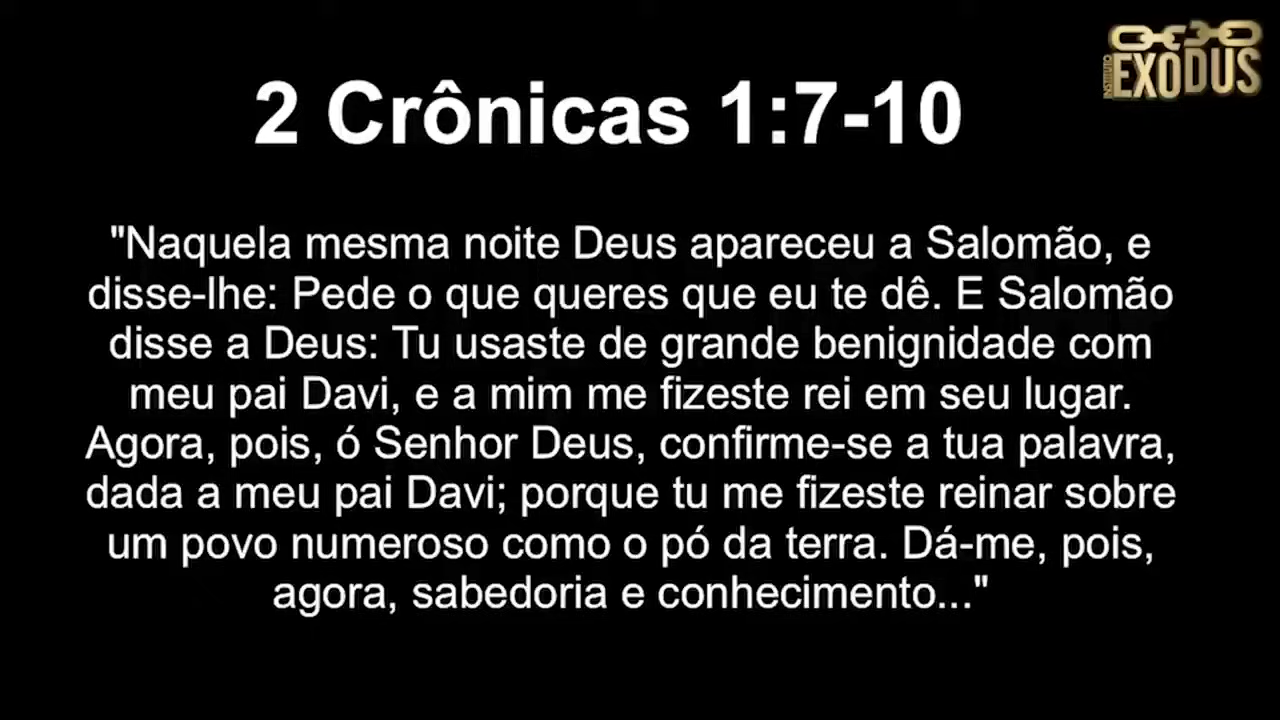 INSTITUTO
EXODUS
2 Crônicas 1:7-10
"Naquela mesma noite Deus apareceu a Salomão, e
disse-lhe: Pede o que queres que eu te dê. E Salomão
disse a Deus: Tu usaste de grande benignidade com
meu pai Davi, e a mim me fizeste rei em seu lugar.
Agora, pois, ó Senhor Deus, confirme-se a tua palavra,
dada a meu pai Davi; porque tu me fizeste reinar sobre
um povo numeroso como o pó da terra. Dá-me, pois,
agora, sabedoria e conhecimento..."